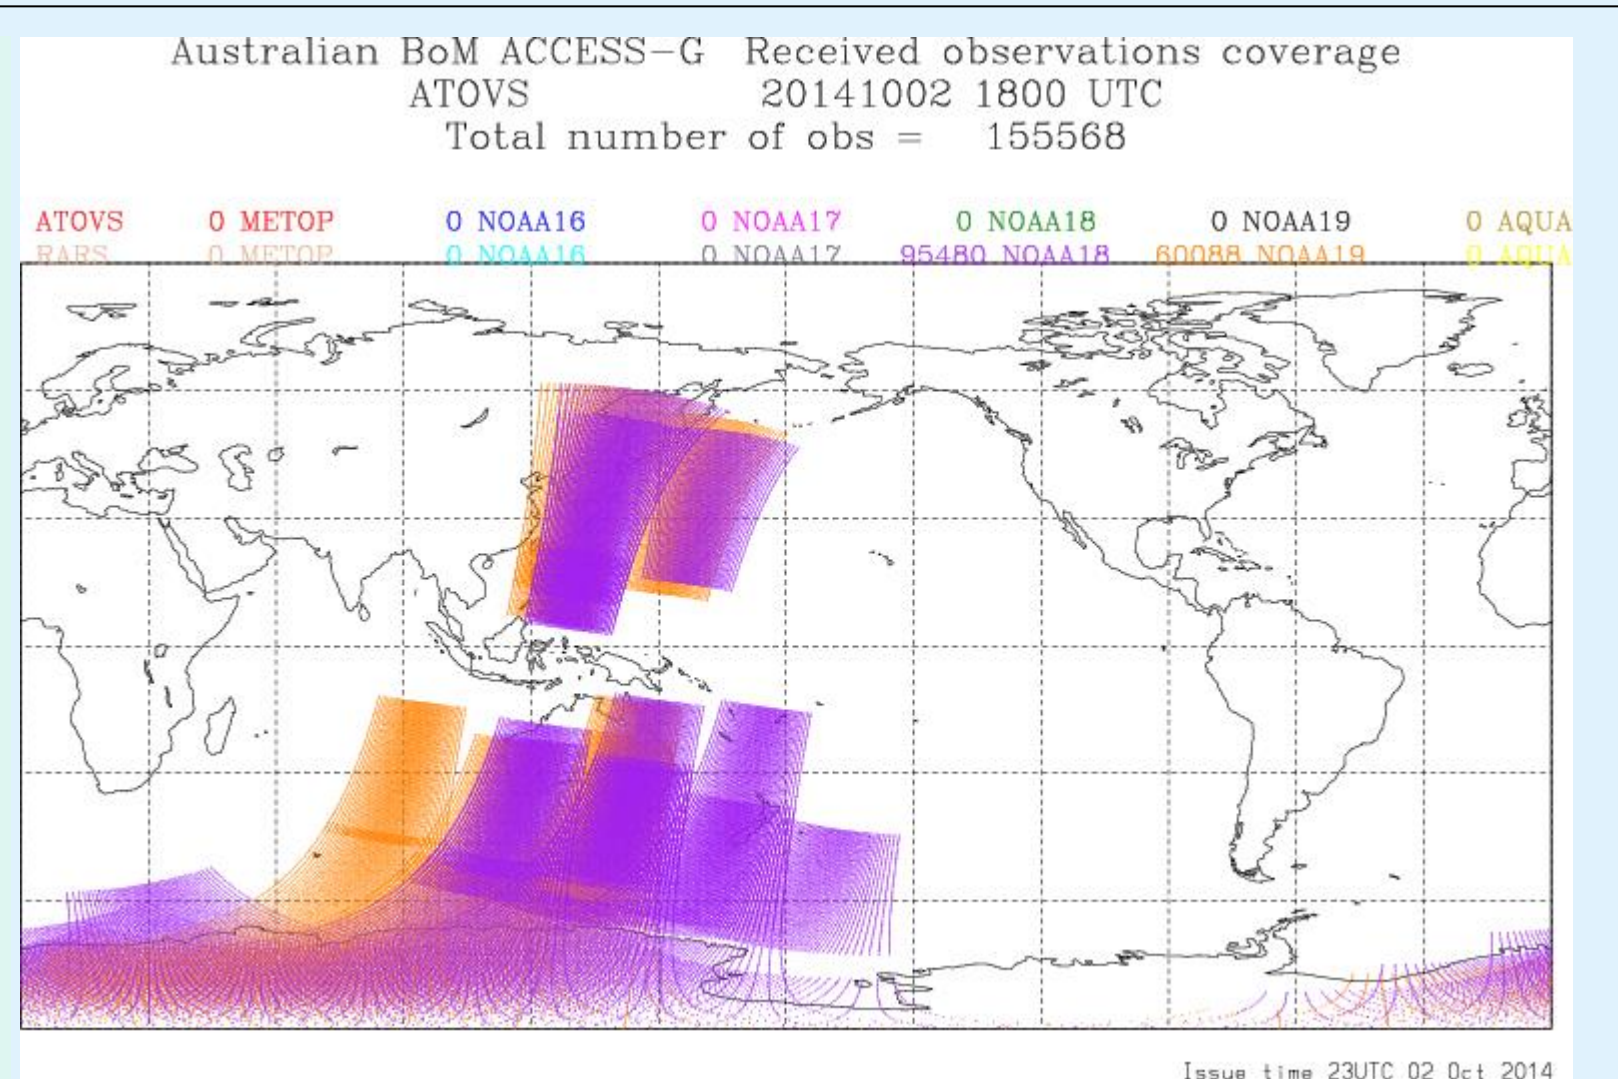 Australian BoM ACCESS-G Received observations coverage
ATOVS 20141002 1800 UTC
Total number of obs = 155568
ATOVS 0 METOP 0 NOAA16 0 NOAA17 0 NOAA18 0 NOAA19 0 AQUA
RARS 0 METOP 0 NOAA16 0 NOAA17 95480 NOAA18 60088 NOAA19 0 AQUA
Issue time 23UTC 02 Oct 2014